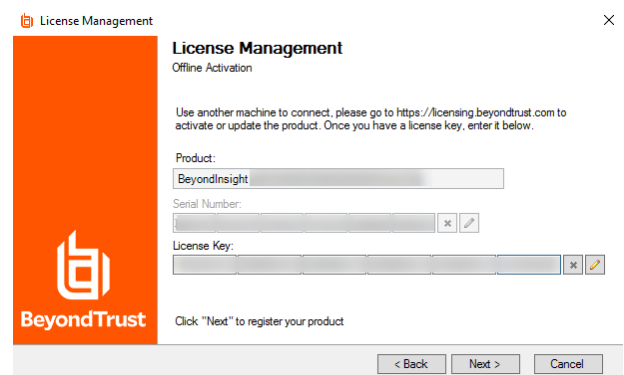 License Management
License Management
Offline Activation
Use another machine to connect, please go to https://licensing.beyondtrust.com to
activate or update the product. Once you have a license key, enter it below.
Product:
BeyondInsight
Serial Number:
License Key:
BeyondTrust
Click "Next" to register your product
< Back
Next >
Cancel